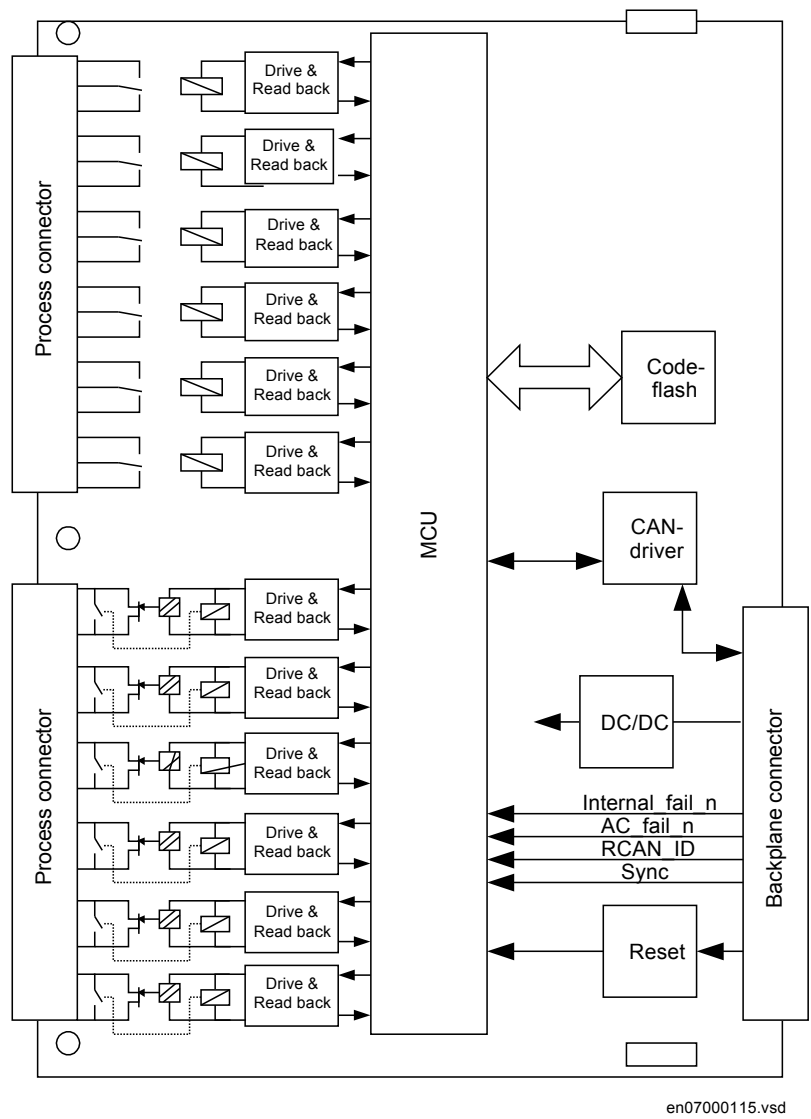 Process connector
Drive &
Read back
Drive &
Read back
Drive &
Read back
Drive &
Read back
Drive &
Read back
Drive &
Read back
MCU
Code-
flash
CAN-
driver
Process connector
Drive &
Read back
Drive &
Read back
Drive &
Read back
Drive &
Read back
Drive &
Read back
Drive &
Read back
DC/DC
Internal_fail_n
AC_fail_n
RCAN_ID
Sync
Reset
Backplane connector
en07000115.vsd